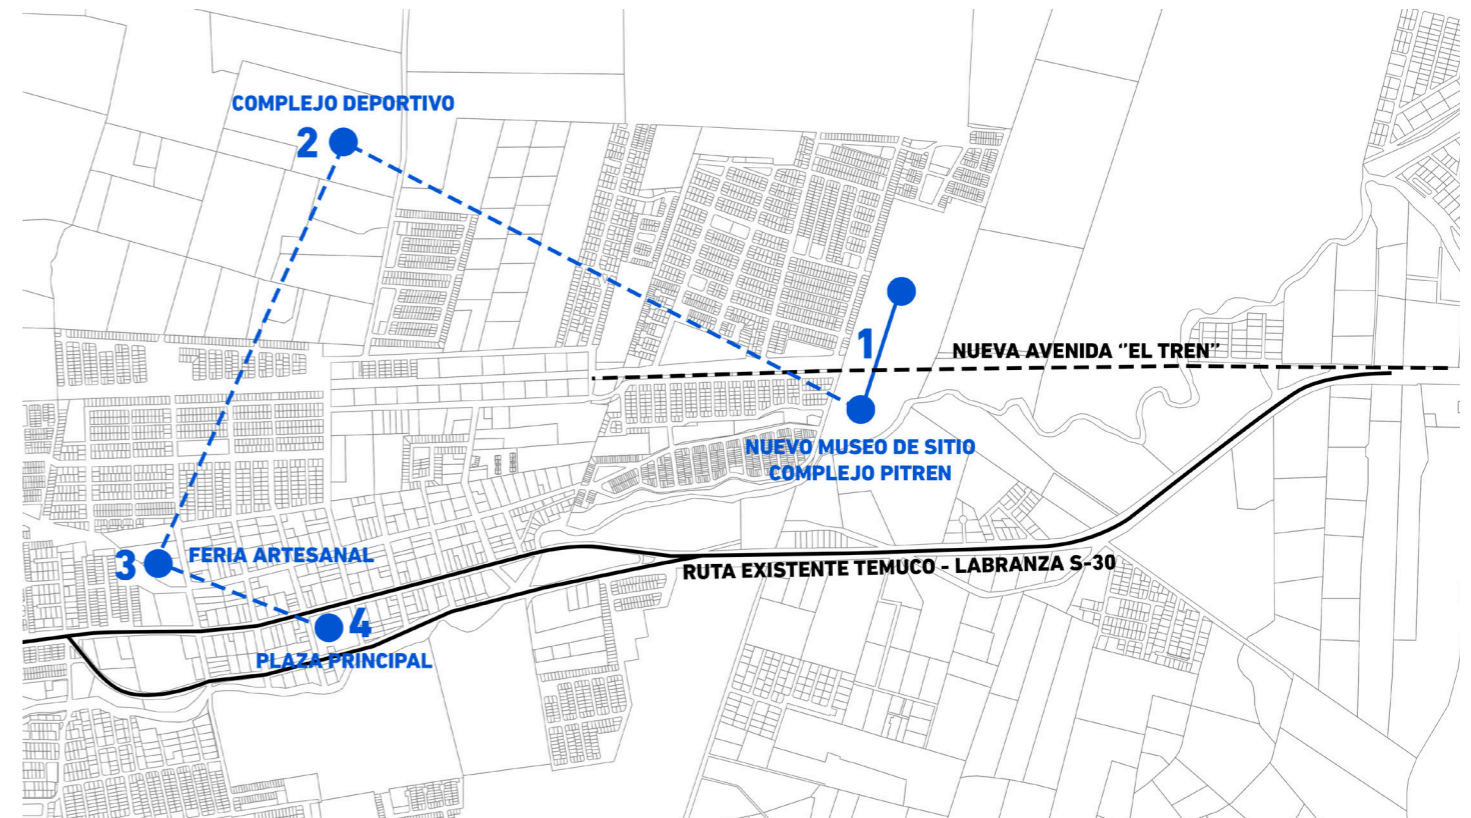 COMPLEJO DEPORTIVO
2
1
NUEVA AVENIDA “EL TREN”
NUEVO MUSEO DE SITIO
COMPLEJO PITREN
3
FERIA ARTESANAL
RUTA EXISTENTE TEMUCO - LABRANZA S-30
4
PLAZA PRINCIPAL